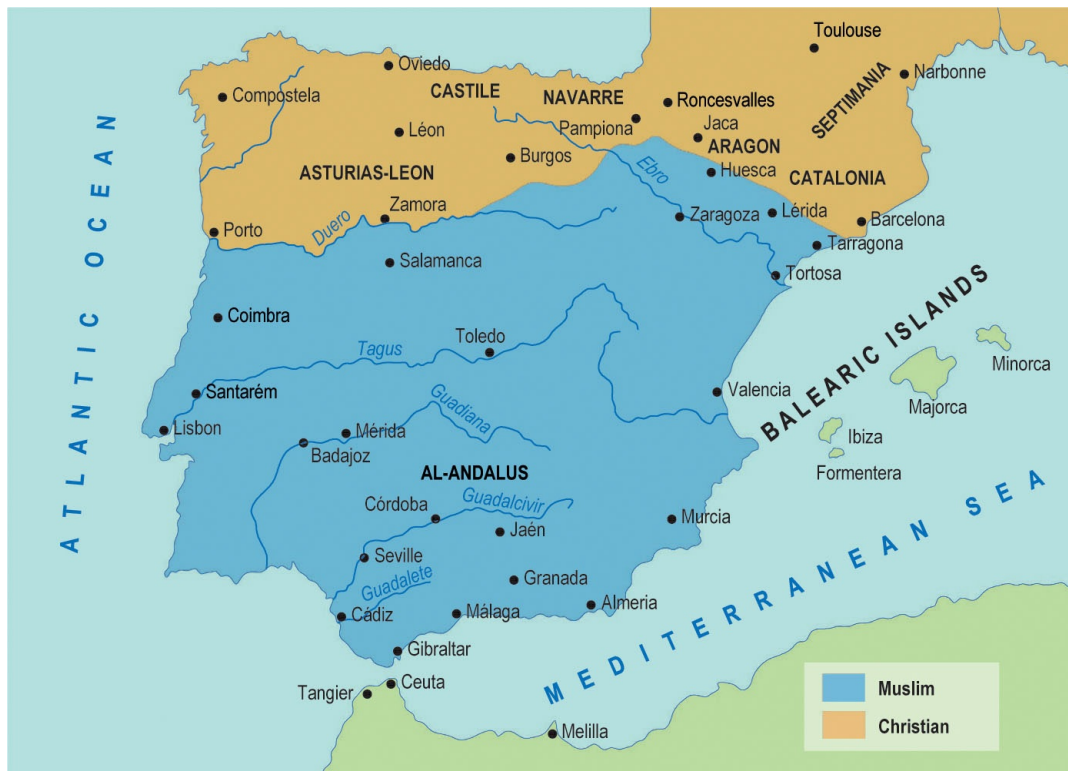 Toulouse
Oviedo
Narbonne
CASTILE
NAVARRE
SEPTIMANIA
Compostela
Roncesvalles
Léon
Pampiona
Jaca
ARAGON
Burgos
Ebro
Huesca
ASTURIAS-LEON
CATALONIA
Zamora
Zaragoza
Lérida
Barcelona
Porto
Duero
Tarragona
Salamanca
Tortosa
ATLANTIC OCEAN
Coimbra
Toledo
Tagus
BALEARIC ISLANDS
Minorca
Santarém
Valencia
Majorca
Guadiana
Lisbon
Mérida
Ibiza
Badajoz
Formentera
AL-ANDALUS
Córdoba
Guadalcivir
Murcia
Jaén
Seville
Guadalete
Granada
Almeria
Cádiz
Málaga
MEDITERRANEAN SEA
Gibraltar
Ceuta
Tangier
Melilla
Muslim
Christian